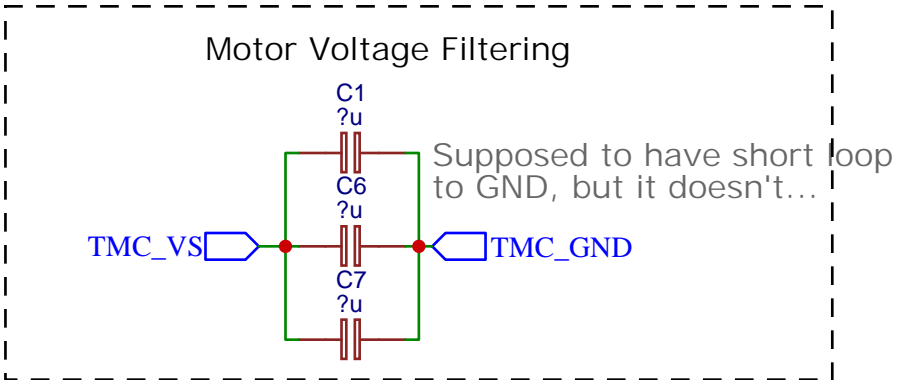 Motor Voltage Filtering
C1
?u
Supposed to have short loop
to GND, but it doesn't...
C6
?u
TMC_VS
TMC_GND
C7
?u